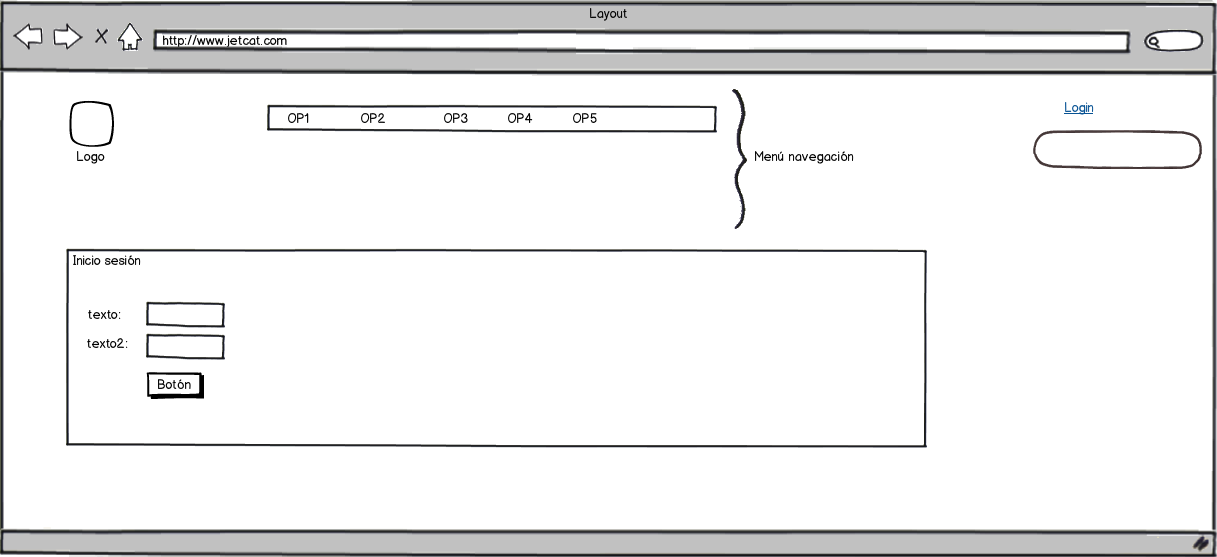 Layout
http://www.jetcat.com
Login
OP1 OP2 OP3 OP4 OP5
Logo
Menú navegación
Inicio sesión
texto:
texto2:
Botón